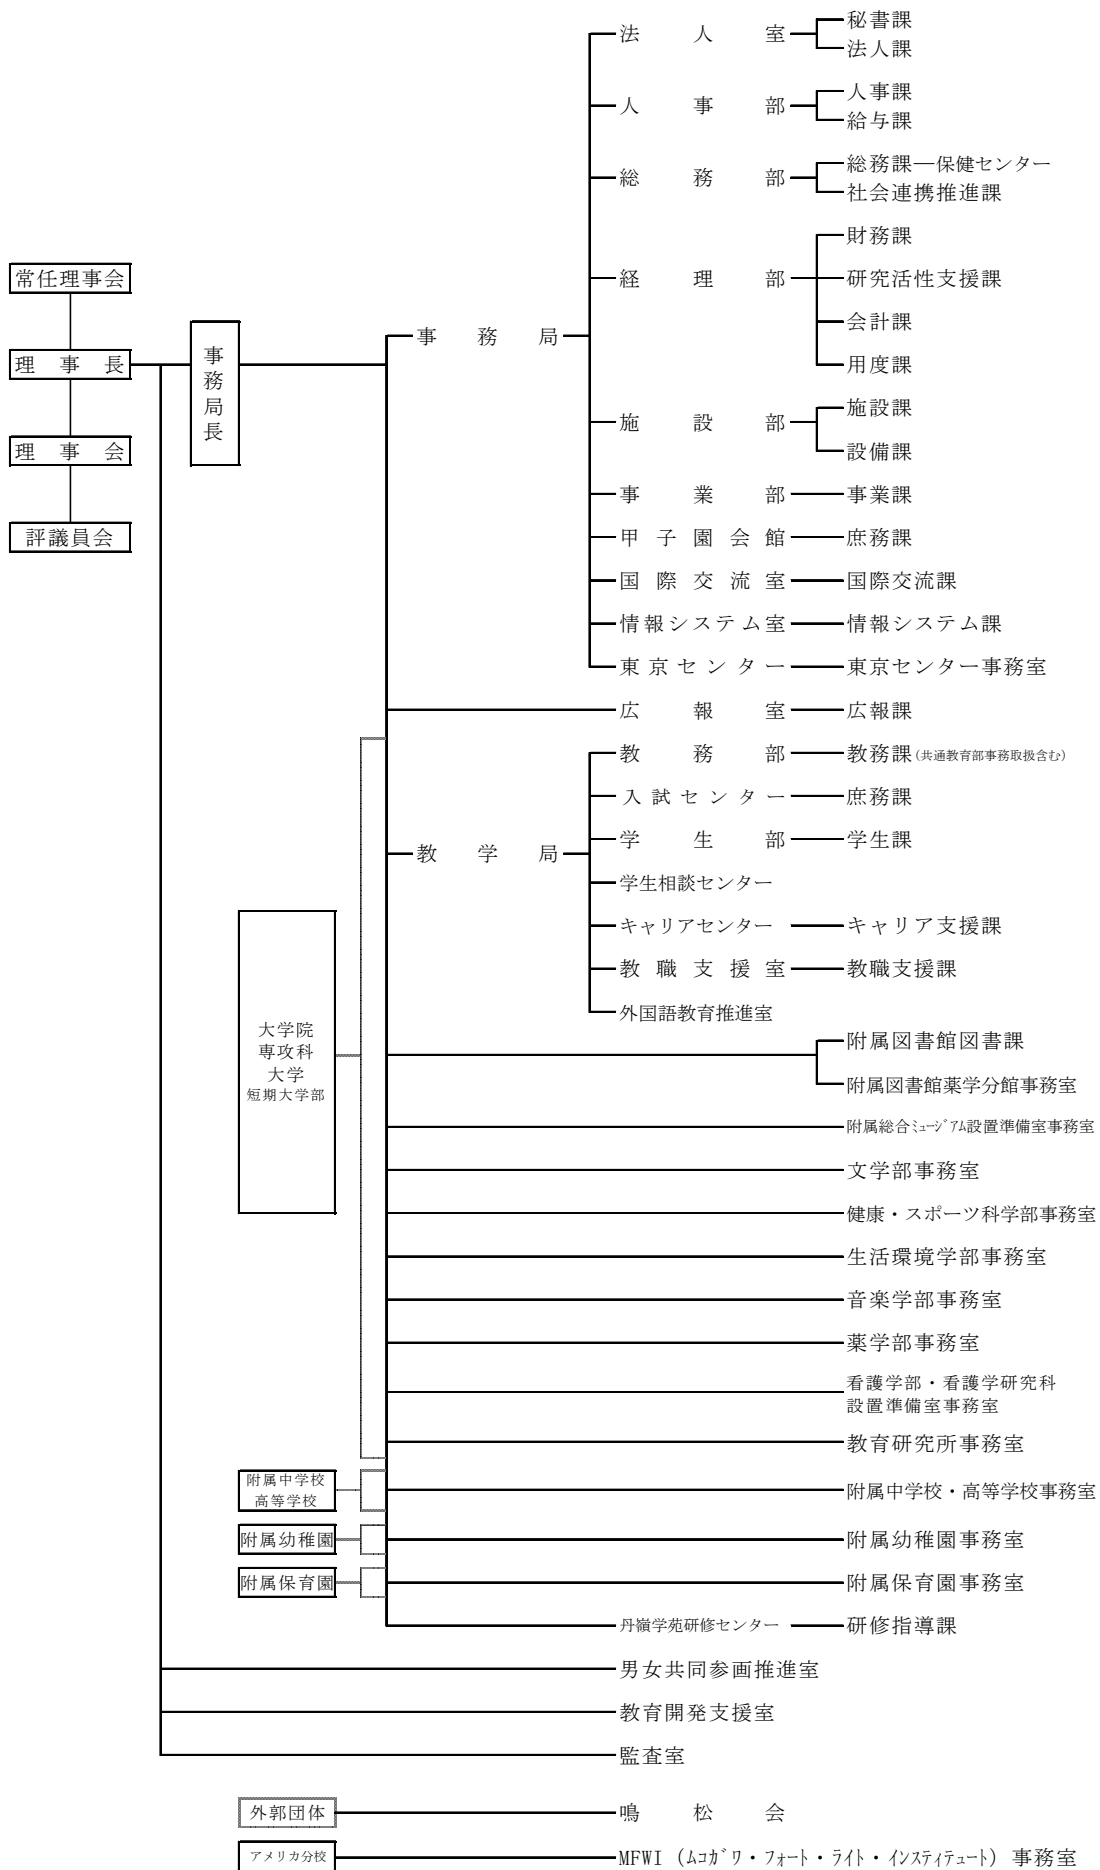 常任理事会
理事長
理事会
評議員会
事務局長
事務局
法人室
秘書課
法人課
人事部
人事課
給与課
総務部
総務課―保健センター
社会連携推進課
経理部
財務課
研究活性支援課
会計課
用度課
施設部
施設課
設備課
事業部
事業課
甲子園会館
庶務課
国際交流室
国際交流課
情報システム室
情報システム課
東京センター
東京センター事務室
広報室
広報課
教学局
教務部
教務課(共通教育部事務取扱含む)
入試センター
庶務課
学生部
学生課
学生相談センター
キャリアセンター
キャリア支援課
教職支援室
教職支援課
外国語教育推進室
大学院
専攻科
大学
短期大学部
附属図書館図書課
附属図書館薬学分館事務室
附属総合ミュージアム設置準備室事務室
文学部事務室
健康・スポーツ科学部事務室
生活環境学部事務室
音楽学部事務室
薬学部事務室
看護学部・看護学研究科
設置準備室事務室
教育研究所事務室
附属中学校
高等学校
附属中学校・高等学校事務室
附属幼稚園
附属幼稚園事務室
附属保育園
附属保育園事務室
丹嶺学苑研修センター
研修指導課
男女共同参画推進室
教育開発支援室
監査室
外郭団体
鳴松会
アメリカ分校
MFWI（ムコガワ・フォート・ライト・インスティテュート）事務室